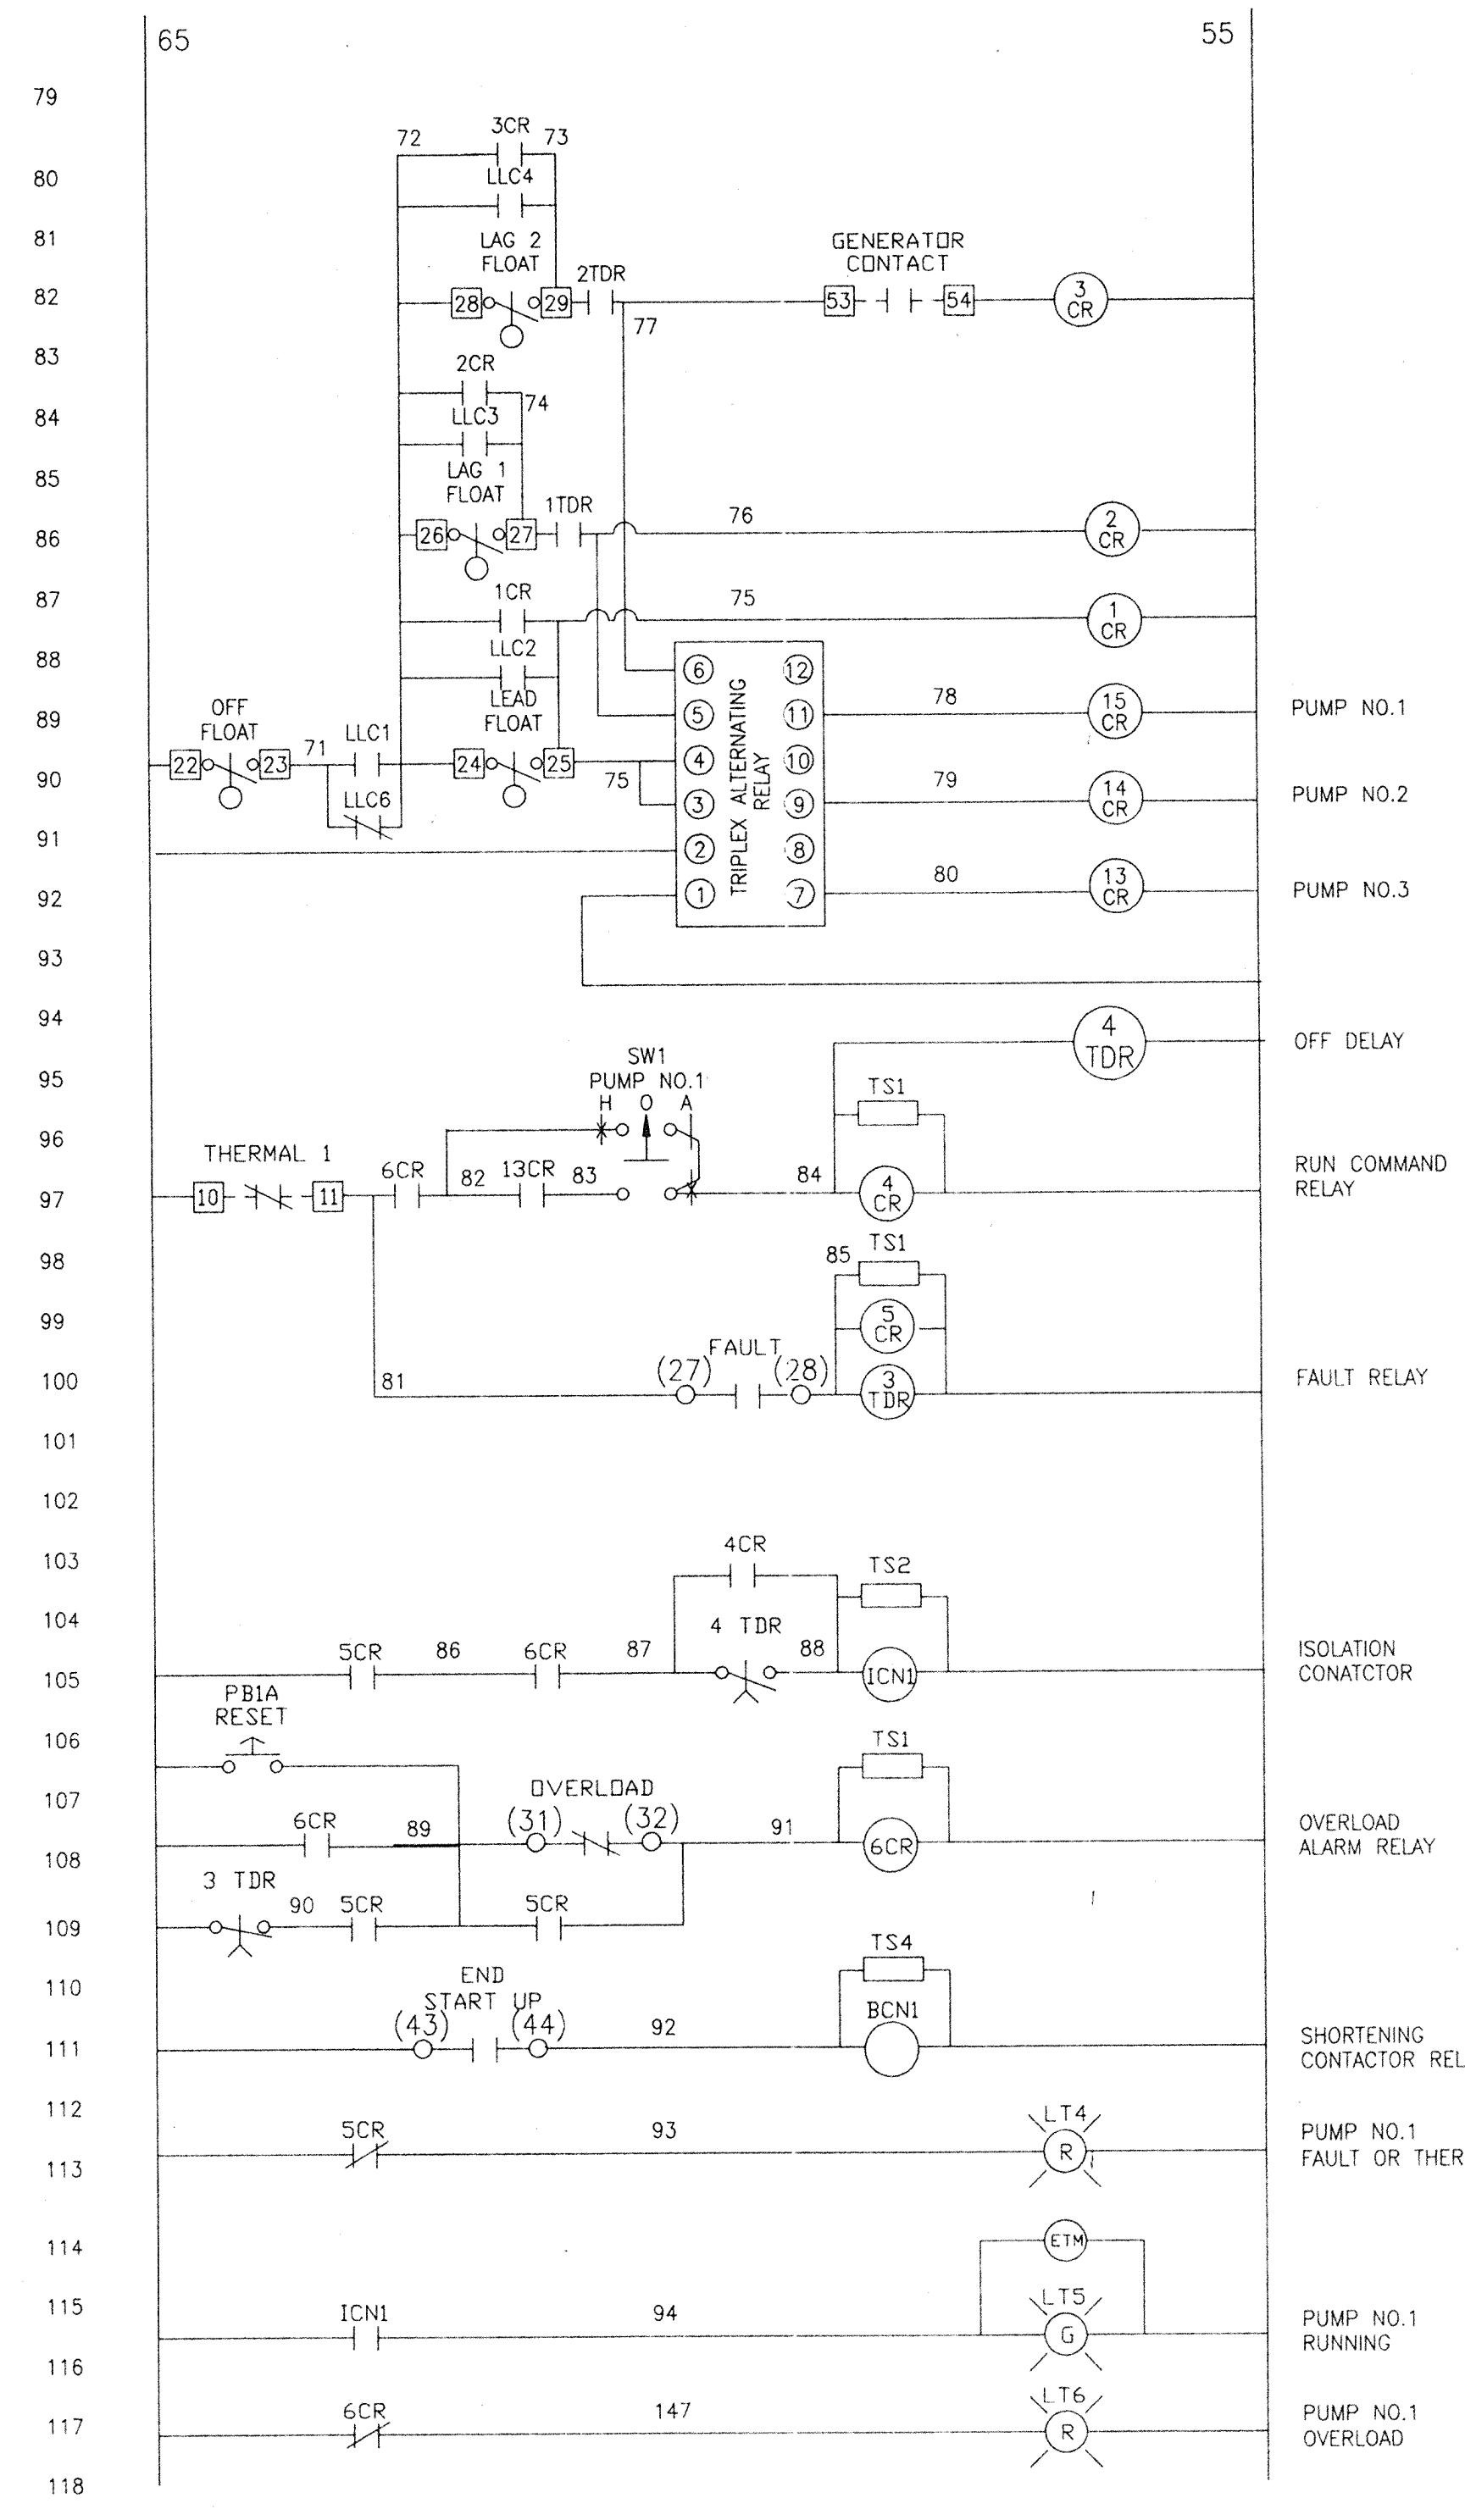 65
55
79
3CR
72
73
80
LLC4
81
LAG 2
FLOAT
GENERATOR
CONTACT
82
28
29
2TDR
53
54
3
CR
77
83
2CR
84
74
LLC3
85
LAG 1
FLOAT
1TDR
86
26
27
76
2
CR
87
1CR
75
1
CR
88
LLC2
6
12
89
OFF
FLOAT
LEAD
FLOAT
5
11
78
15
CR
PUMP NO.1
71
LLC1
22
23
24
25
4
10
TRIPLEX ALTERNATING
RELAY
90
LLC6
75
3
9
79
14
CR
PUMP NO.2
91
2
8
92
1
7
80
13
CR
PUMP NO.3
93
94
4
TDR
OFF DELAY
95
SW1
PUMP NO.1
H O A
TS1
96
THERMAL 1
97
10
11
6CR
82
13CR
83
84
4
CR
RUN COMMAND
RELAY
98
85
TS1
99
5
CR
FAULT
100
81
(27)
(28)
3
TDR
FAULT RELAY
101
102
103
4CR
TS2
104
4 TDR
105
5CR
86
6CR
87
88
ICN1
ISOLATION
CONATCTOR
PB1A
RESET
106
TS1
107
OVERLOAD
6CR
89
(31)
(32)
91
6CR
OVERLOAD
ALARM RELAY
108
3 TDR
109
90
5CR
5CR
TS4
110
END
START UP
BCN1
111
(43)
(44)
92
SHORTENING
CONTACTOR REL
112
LT4
113
5CR
93
R
PUMP NO.1
FAULT OR THER
114
ETM
115
ICN1
94
LT5
G
PUMP NO.1
RUNNING
116
LT6
117
6CR
147
R
PUMP NO.1
OVERLOAD
118